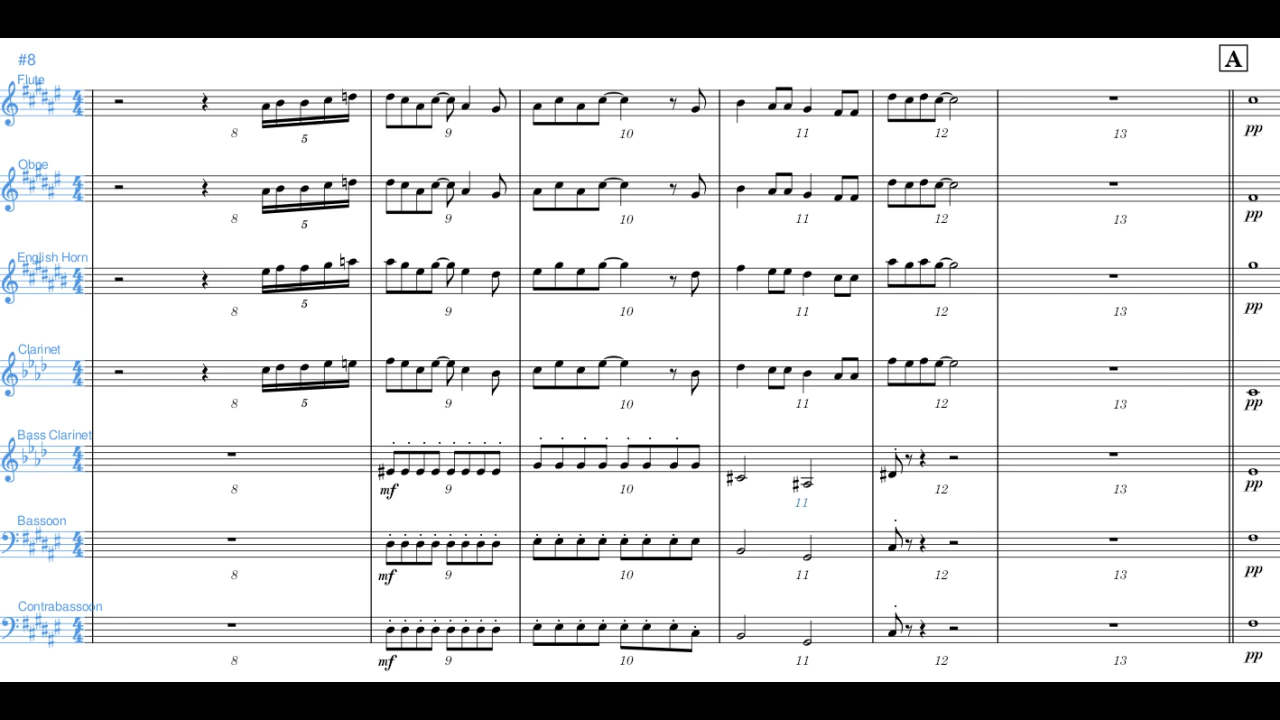 #8
A
Flute
8 5 9 10 11 12 13 pp
Oboe
8 5 9 10 11 12 13 pp
English Horn
8 5 9 10 11 12 13 pp
Clarinet
8 5 9 10 11 12 13 pp
Bass Clarinet
8 mf 9 10 11 12 13 pp
Bassoon
8 mf 9 10 11 12 13 pp
Contrabassoon
8 mf 9 10 11 12 13 pp